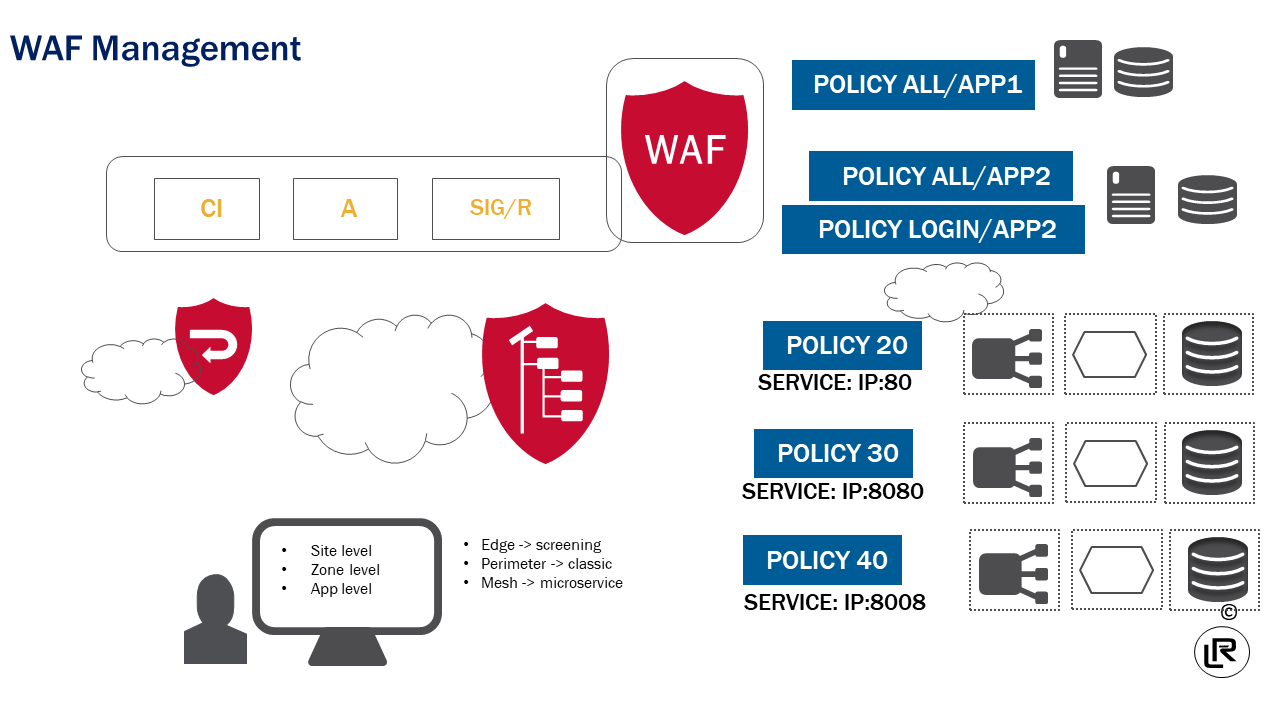 WAF Management
WAF
CI
A
SIG/R
POLICY ALL/APP1
POLICY ALL/APP2
POLICY LOGIN/APP2
POLICY 20
SERVICE: IP:80
POLICY 30
SERVICE: IP:8080
POLICY 40
SERVICE: IP:8008
• Site level
• Zone level
• App level
• Edge -> screening
• Perimeter -> classic
• Mesh -> microservice
©
LR